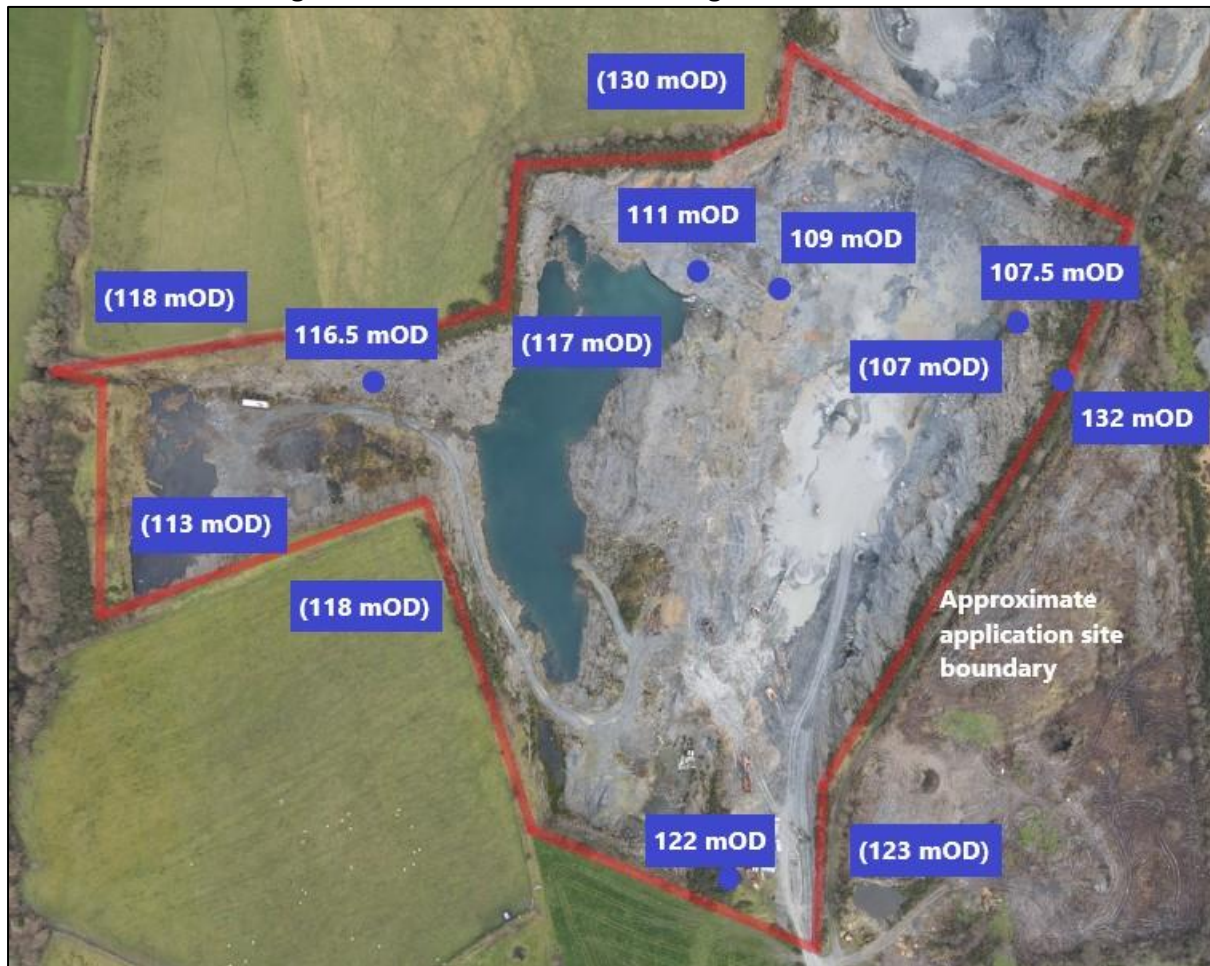 (130 mOD)
111 mOD
109 mOD
107.5 mOD
(118 mOD)
116.5 mOD
(117 mOD)
(107 mOD)
132 mOD
(113 mOD)
(118 mOD)
Approximate
application site
boundary
122 mOD
(123 mOD)